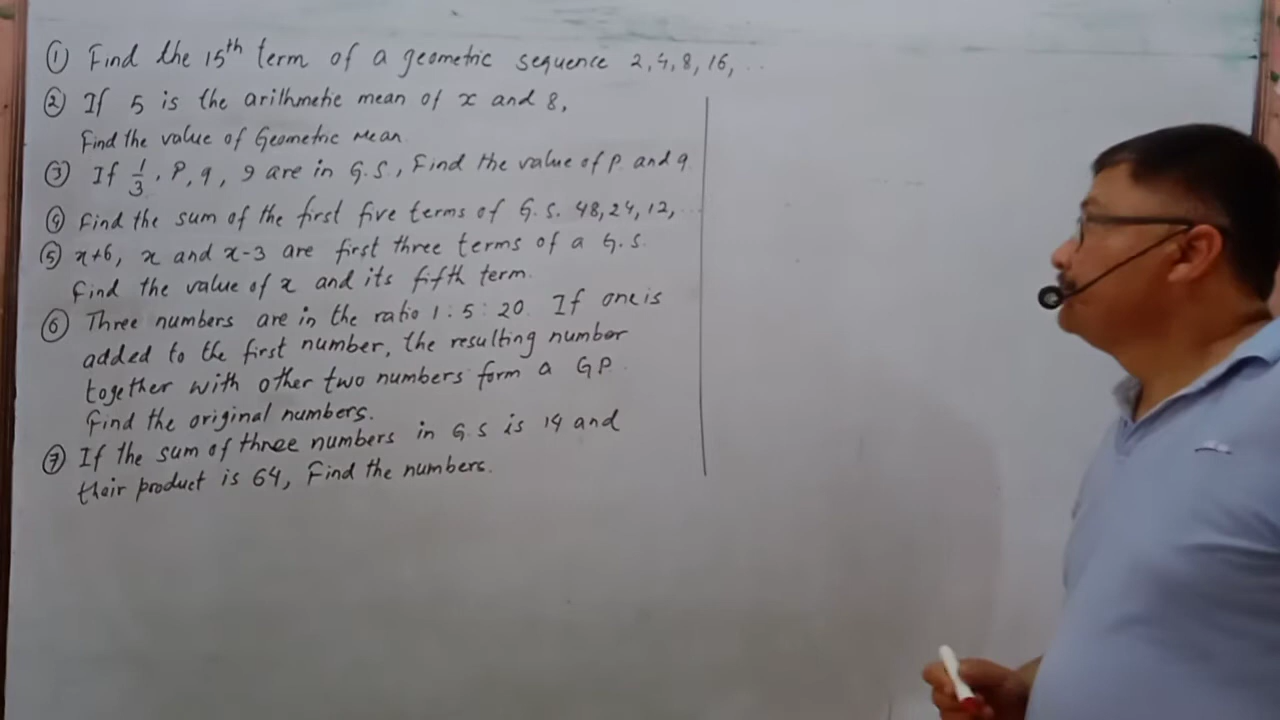 ① Find the 15th term of a geometric sequence 2, 4, 8, 16, ..
② If 5 is the arithmetic mean of x and 8,
Find the value of Geometric Mean.
③ If 1/3, P, q, 9 are in G.S., Find the value of P and q.
④ Find the sum of the first five terms of G.S. 48, 24, 12, ...
⑤ x+6, x and x-3 are first three terms of a G.S.
Find the value of x and its fifth term.
⑥ Three numbers are in the ratio 1 : 5 : 20. If one is
added to the first number, the resulting number
together with other two numbers form a GP.
Find the original numbers.
⑦ If the sum of three numbers in G.S is 14 and
their product is 64, Find the numbers.